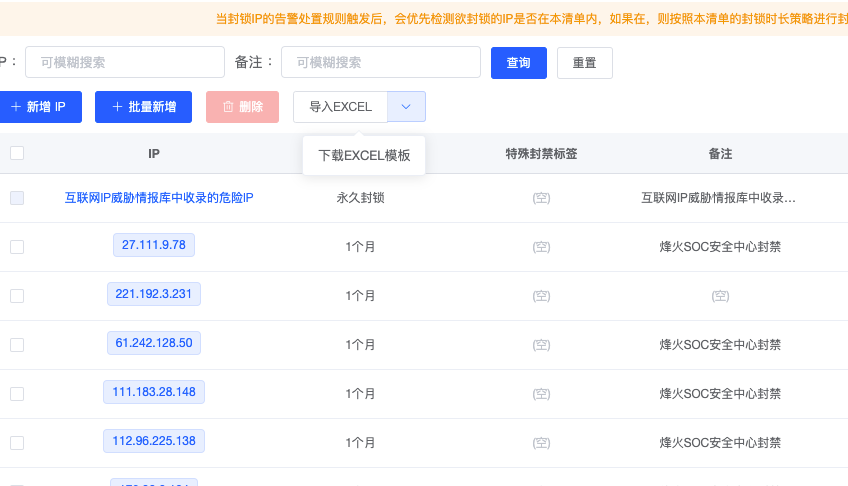 当封锁IP的告警处置规则触发后，会优先检测欲封锁的IP是否在本清单内，如果在，则按照本清单的封锁时长策略进行封
P： 可模糊搜索 备注： 可模糊搜索 查询 重置
新增 IP 批量新增 删除 导入EXCEL
下载EXCEL模板
IP 特殊封禁标签 备注
互联网IP威胁情报库中收录的危险IP 永久封锁 (空) 互联网IP威胁情报库中收录...
27.111.9.78 1个月 (空) 烽火SOC安全中心封禁
221.192.3.231 1个月 (空) (空)
61.242.128.50 1个月 (空) 烽火SOC安全中心封禁
111.183.28.148 1个月 (空) 烽火SOC安全中心封禁
112.96.225.138 1个月 (空) 烽火SOC安全中心封禁